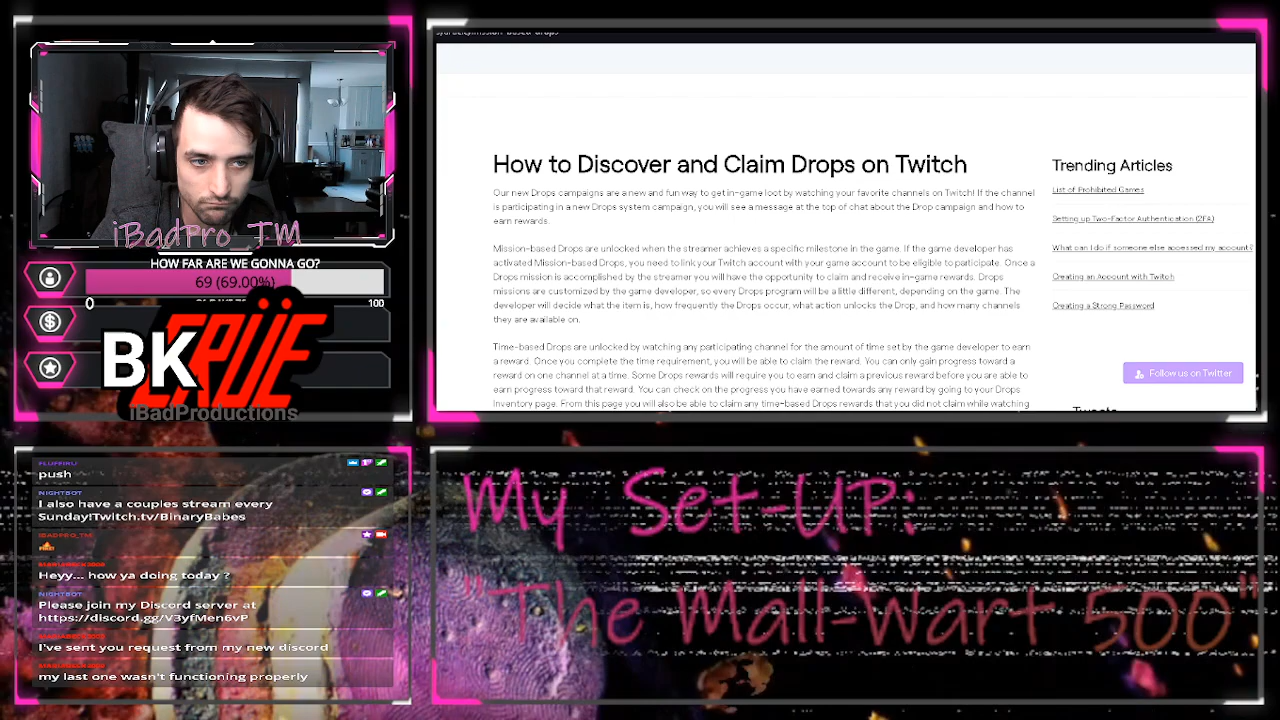 iBadPro_TM
HOW FAR ARE WE GONNA GO?
69 (69.00%)
0
100
BK
CRÜE
iBadProductions
FLUFFINU
push
NIGHTBOT
I also have a couples stream every
Sunday!Twitch.tv/BinaryBabes
IBADPRO_TM
Heyy... how ya doing today ?
NIGHTBOT
Please join my Discord server at
https://discord.gg/V3yfMen6vP
I've sent you request from my new discord
my last one wasn't functioning properly
How to Discover and Claim Drops on Twitch
Our new Drops campaigns are a new and fun way to get in-game loot by watching your favorite channels on Twitch! If the channel
is participating in a new Drops system campaign, you will see a message at the top of chat about the Drop campaign and how to
earn rewards.
Mission-based Drops are unlocked when the streamer achieves a specific milestone in the game. If the game developer has
activated Mission-based Drops, you need to link your Twitch account with your game account to be eligible to participate. Once a
Drops mission is accomplished by the streamer you will have the opportunity to claim and receive in-game rewards. Drops
missions are customized by the game developer, so every Drops program will be a little different, depending on the game. The
developer will decide what the item is, how frequently the Drops occur, what action unlocks the Drop, and how many channels
they are available on.
Time-based Drops are unlocked by watching any participating channel for the amount of time set by the game developer to earn
a reward. Once you complete the time requirement, you will be able to claim the reward. You can only gain progress toward a
reward on one channel at a time. Some Drops rewards will require you to earn and claim a previous reward before you are able to
earn progress toward that reward. You can check on the progress you have earned towards any reward by going to your Drops
Inventory page. From this page you will also be able to claim any time-based Drops rewards that you did not claim while watching
Trending Articles
List of Prohibited Games
Setting up Two-Factor Authentication (2FA)
What can I do if someone else accessed my account?
Creating an Account with Twitch
Creating a Strong Password
Follow us on Twitter
Tweets
My Set-UP:
"The Mall-Wart 500"